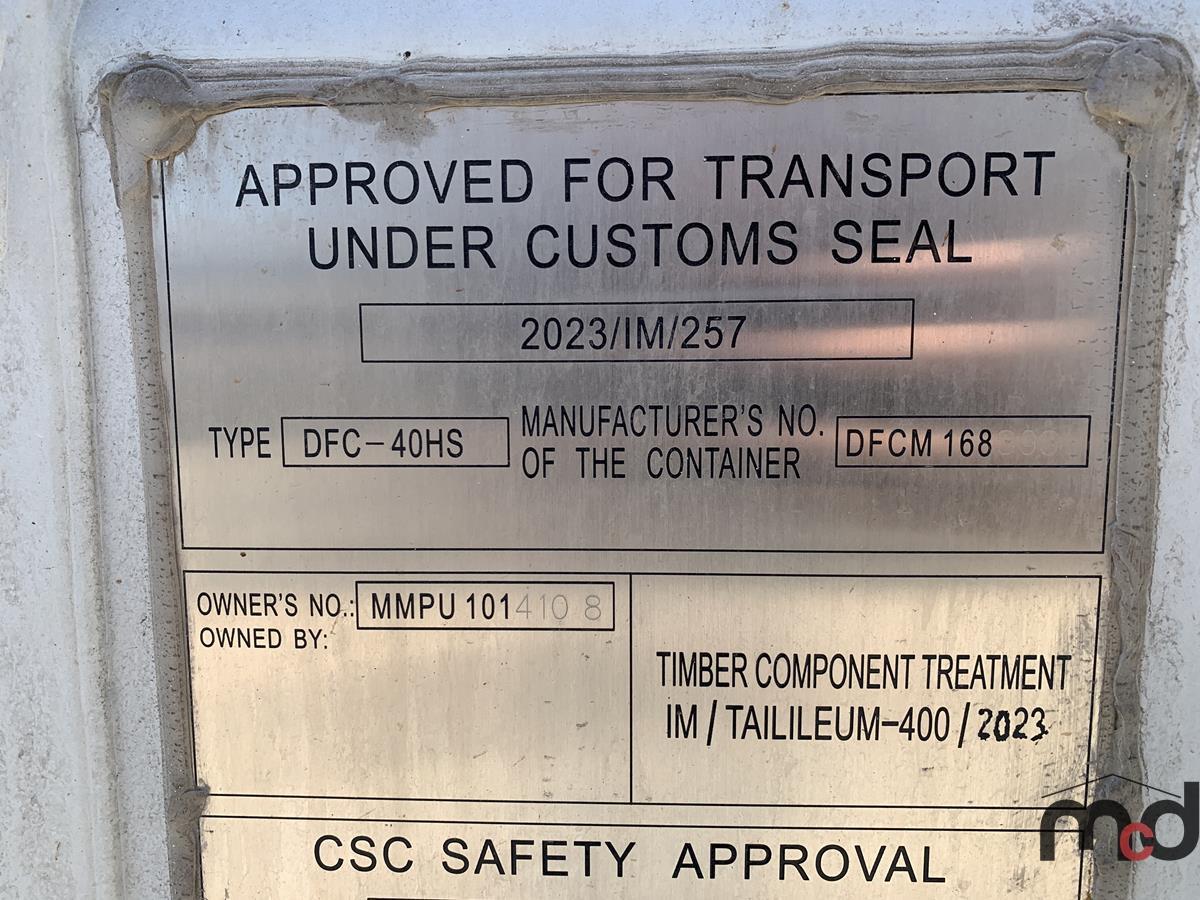 APPROVED FOR TRANSPORT
UNDER CUSTOMS SEAL
2023/IM/257
TYPE DFC-40HS MANUFACTURER'S NO. OF THE CONTAINER DFCM 168
OWNER'S NO.: MMPU 101410 8
OWNED BY:
TIMBER COMPONENT TREATMENT
IM / TAILILEUM-400 / 2023
CSC SAFETY APPROVAL
mcd